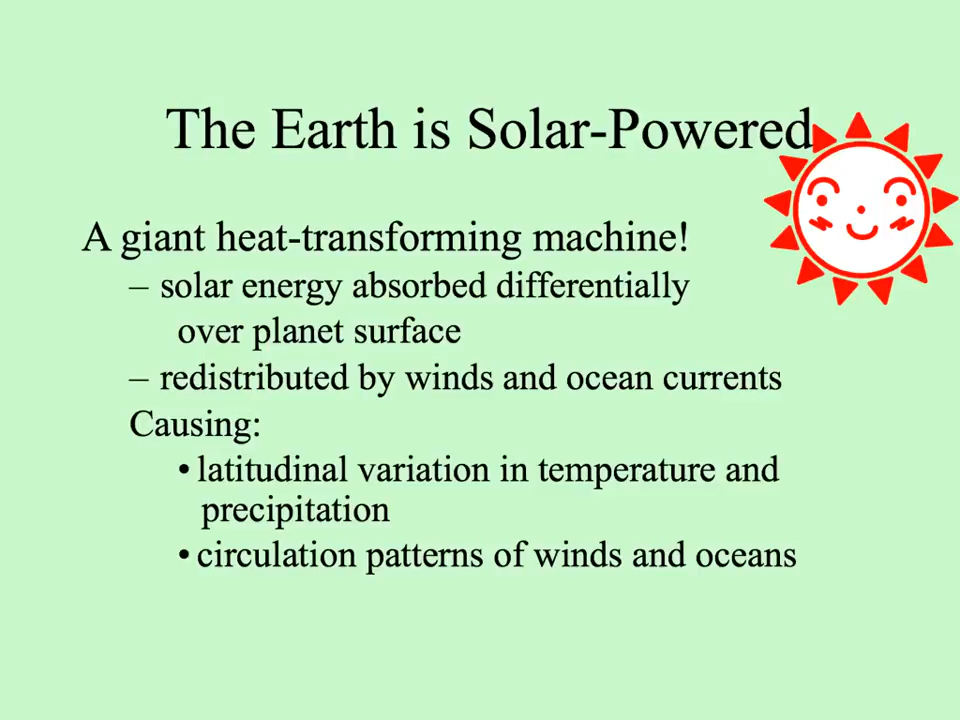 The Earth is Solar-Powered
A giant heat-transforming machine!
– solar energy absorbed differentially
over planet surface
– redistributed by winds and ocean currents
Causing:
• latitudinal variation in temperature and
precipitation
• circulation patterns of winds and oceans